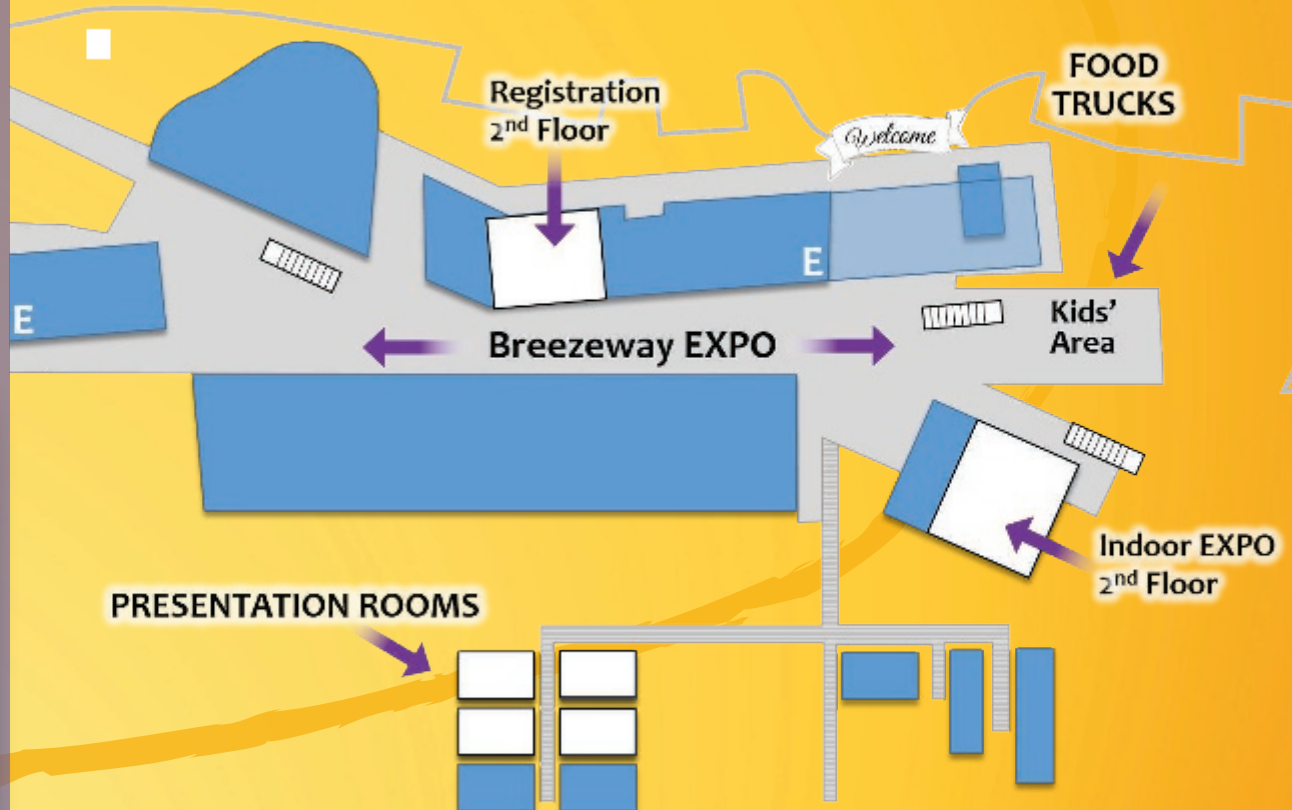 Registration
2nd Floor
Welcome
FOOD
TRUCKS
E
E
Kids'
Area
Breezeway EXPO
Indoor EXPO
2nd Floor
PRESENTATION ROOMS